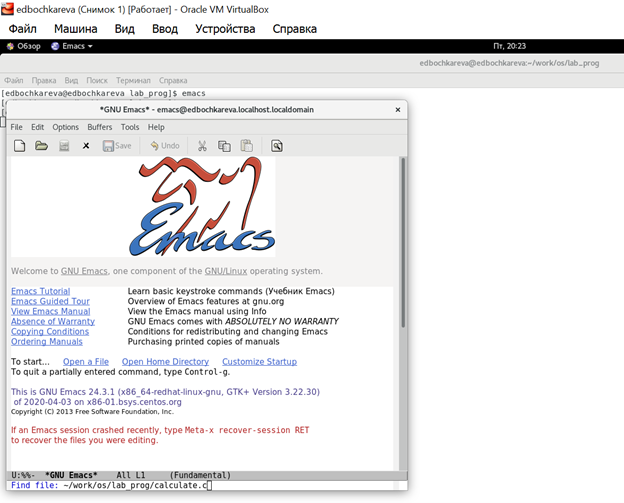 edbochkareva (Снимок 1) [Работает] - Oracle VM VirtualBox
Файл Машина Вид Ввод Устройства Справка
Обзор Emacs Пт, 20:23
edbochkareva@edbochkareva:~/work/os/lab_prog
Файл Правка Вид Поиск Терминал Справка
[edbochkareva@edbochkareva lab_prog]$ emacs
*GNU Emacs* - emacs@edbochkareva.localhost.localdomain
File Edit Options Buffers Tools Help
Save Undo
Emacs
Welcome to GNU Emacs, one component of the GNU/Linux operating system.
Emacs Tutorial Learn basic keystroke commands (Учебник Emacs)
Emacs Guided Tour Overview of Emacs features at gnu.org
View Emacs Manual View the Emacs manual using Info
Absence of Warranty GNU Emacs comes with ABSOLUTELY NO WARRANTY
Copying Conditions Conditions for redistributing and changing Emacs
Ordering Manuals Purchasing printed copies of manuals
To start... Open a File Open Home Directory Customize Startup
To quit a partially entered command, type Control-g.
This is GNU Emacs 24.3.1 (x86_64-redhat-linux-gnu, GTK+ Version 3.22.30)
of 2020-04-03 on x86-01.bsys.centos.org
Copyright (C) 2013 Free Software Foundation, Inc.
If an Emacs session crashed recently, type Meta-x recover-session RET
to recover the files you were editing.
U:%%- *GNU Emacs* All L1 (Fundamental)
Find file: ~/work/os/lab_prog/calculate.c